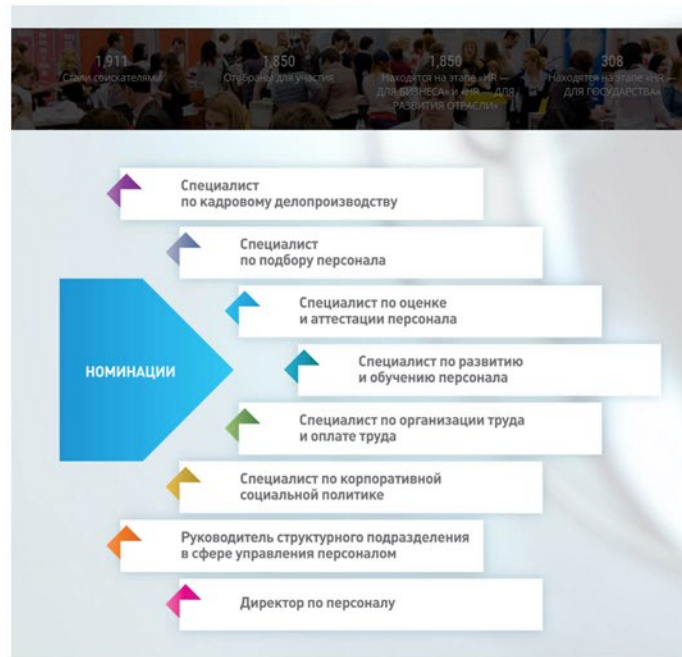 1,911
Стали соискателями
1,850
Отобраны для участия
1,850
Находятся на этапе «HR —
ДЛЯ БИЗНЕСА» и «HR — ДЛЯ
РАЗВИТИЯ ОТРАСЛИ»
308
Находятся на этапе «HR —
ДЛЯ ГОСУДАРСТВА»
Специалист
по кадровому делопроизводству
Специалист
по подбору персонала
Специалист по оценке
и аттестации персонала
НОМИНАЦИИ
Специалист по развитию
и обучению персонала
Специалист по организации труда
и оплате труда
Специалист по корпоративной
социальной политике
Руководитель структурного подразделения
в сфере управления персоналом
Директор по персоналу